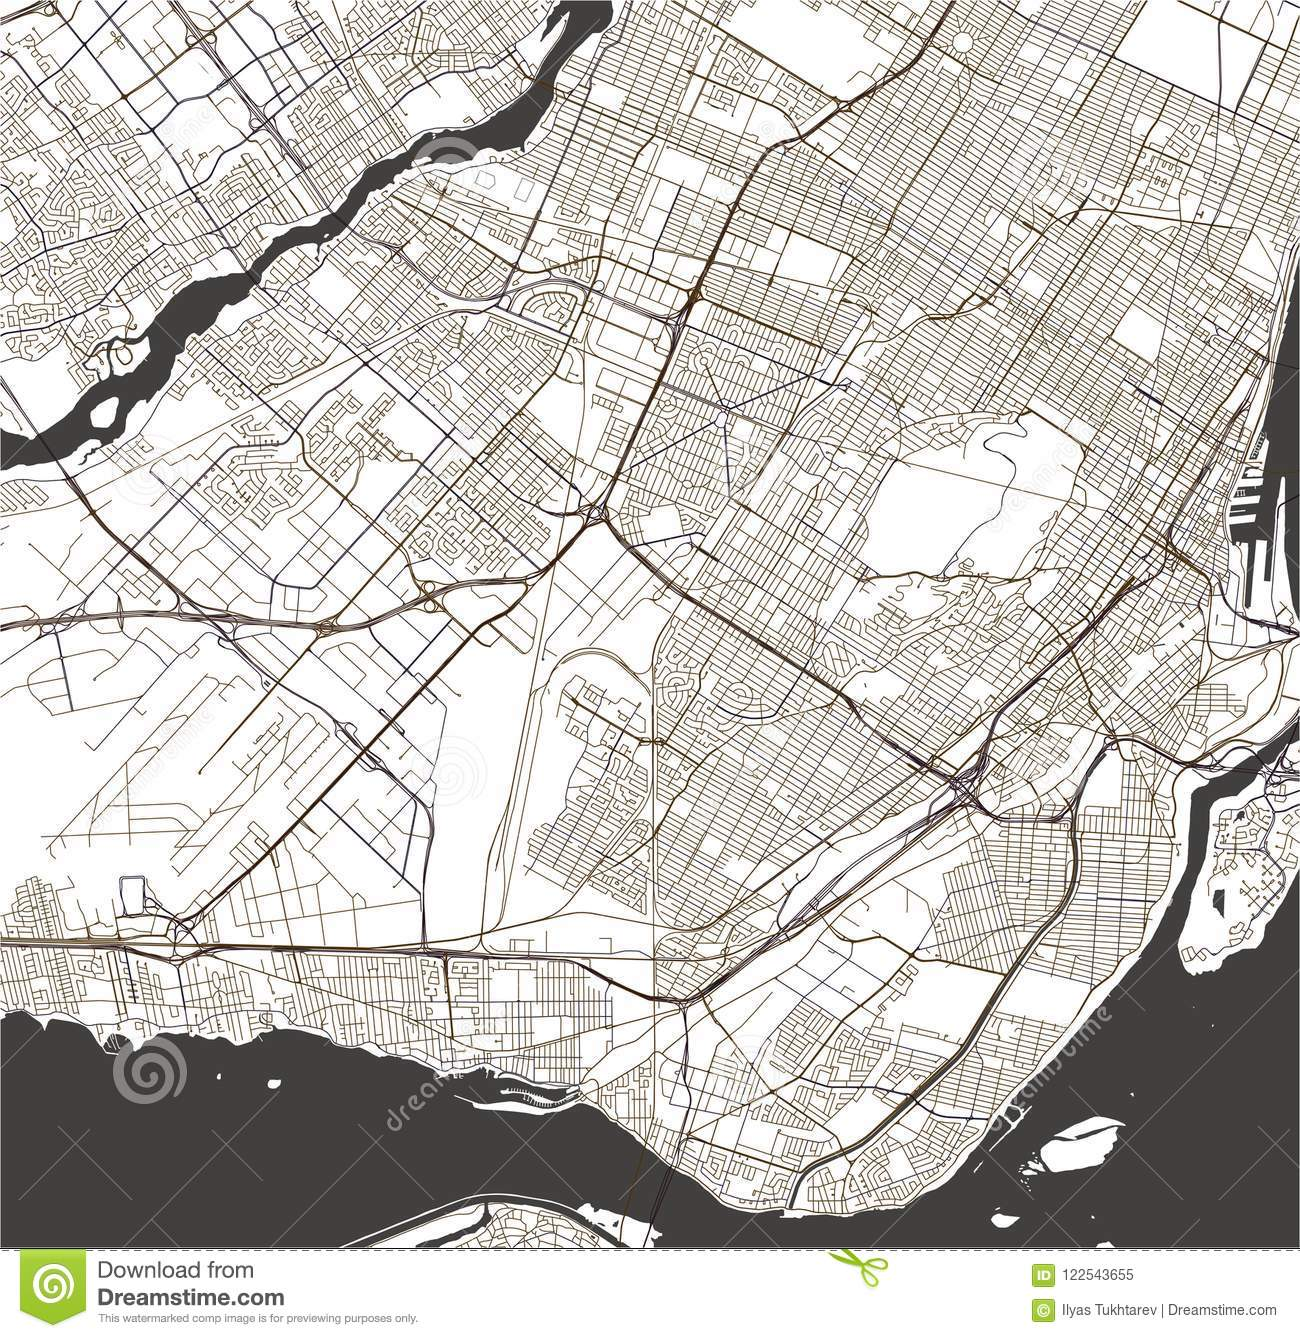 dreamstime
Download from
Dreamstime.com
This watermarked comp image is for previewing purposes only.
ID 122543655
© Ilyas Tukhtarev | Dreamstime.com